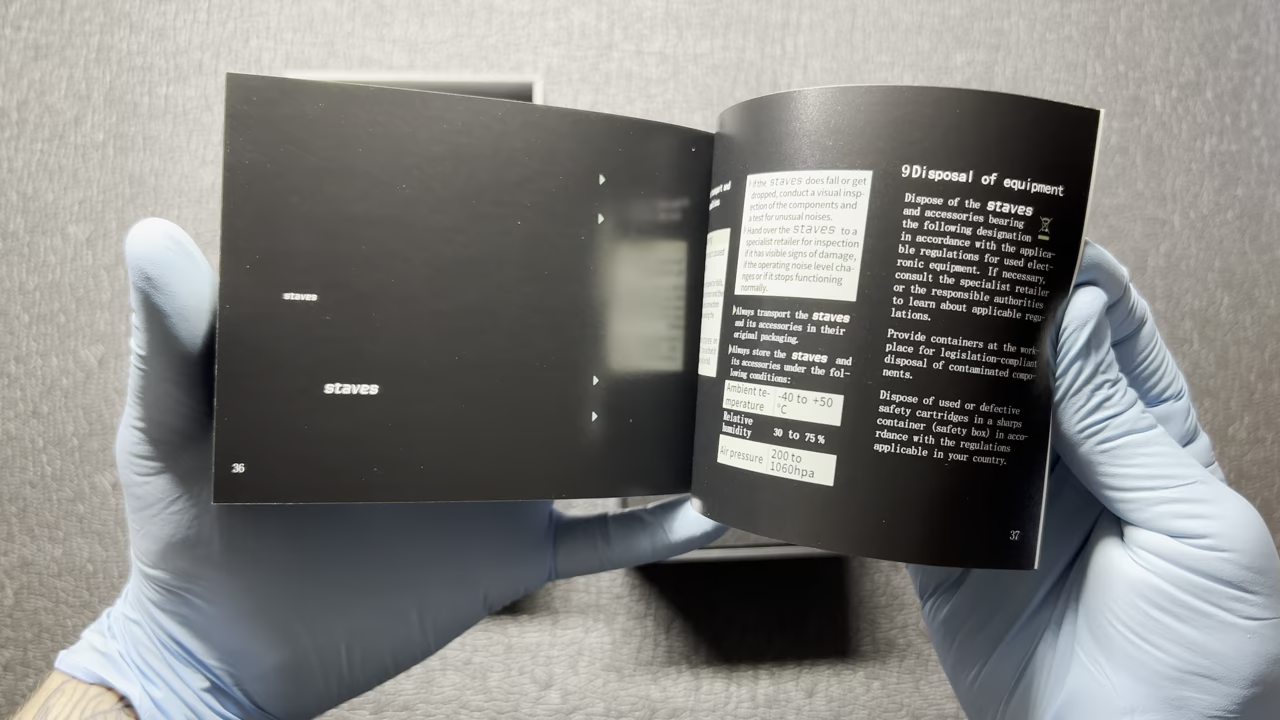 staves
staves
36
! If the staves does fall or get
dropped, conduct a visual insp-
ection of the components and
a test for unusual noises.
! Hand over the staves to a
specialist retailer for inspection
if it has visible signs of damage,
if the operating noise level cha-
nges or if it stops functioning
normally.
Always transport the staves
and its accessories in their
original packaging.
Always store the staves and
its accessories under the fol-
lowing conditions:
Ambient te-
mperature
-40 to +50
°C
Relative
humidity
30 to 75 %
Air pressure
200 to
1060hpa
9Disposal of equipment
Dispose of the staves
and accessories bearing
the following designation
in accordance with the applica-
ble regulations for used elect-
ronic equipment. If necessary,
consult the specialist retailer
or the responsible authorities
to learn about applicable regu-
lations.
Provide containers at the work-
place for legislation-compliant
disposal of contaminated compo-
nents.
Dispose of used or defective
safety cartridges in a sharps
container (safety box) in acco-
rdance with the regulations
applicable in your country.
37